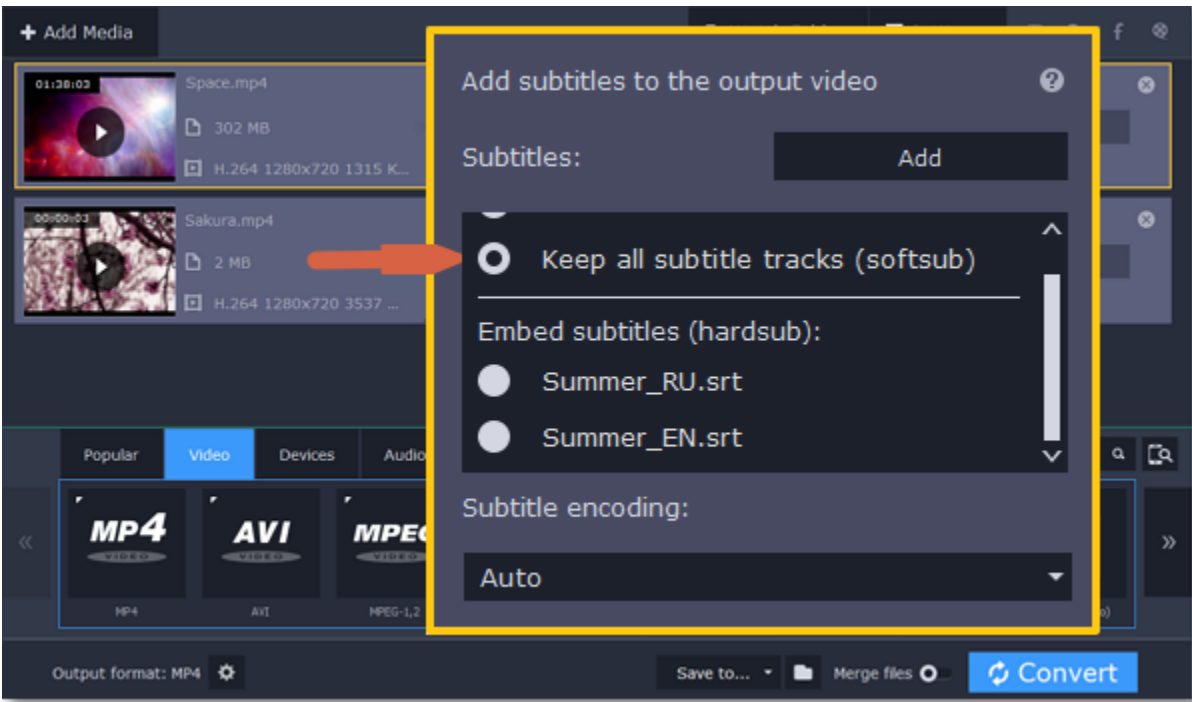 Add Media
01:38:03
Space.mp4
302 MB
H.264 1280x720 1315 K...
00:00:03
Sakura.mp4
2 MB
H.264 1280x720 3537 ...
Add subtitles to the output video
Subtitles:
Add
Keep all subtitle tracks (softsub)
Embed subtitles (hardsub):
Summer_RU.srt
Summer_EN.srt
Subtitle encoding:
Auto
Popular
Video
Devices
Audio
MP4
VIDEO
MP4
AVI
VIDEO
AVI
MPEG
VIDEO
MPEG-1,2
Output format: MP4
Save to...
Merge files
Convert